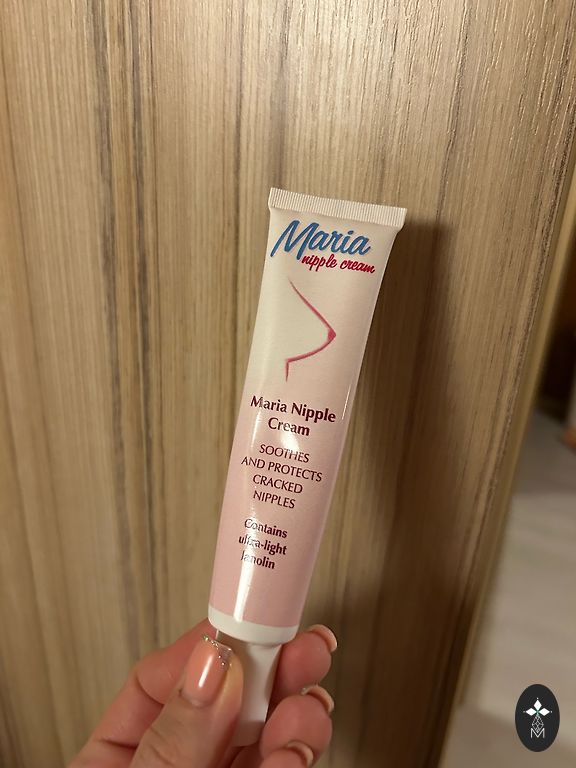 Maria
nipple cream
Maria Nipple
Cream
SOOTHES
AND PROTECTS
CRACKED
NIPPLES
Contains
ultra-light
lanolin
M